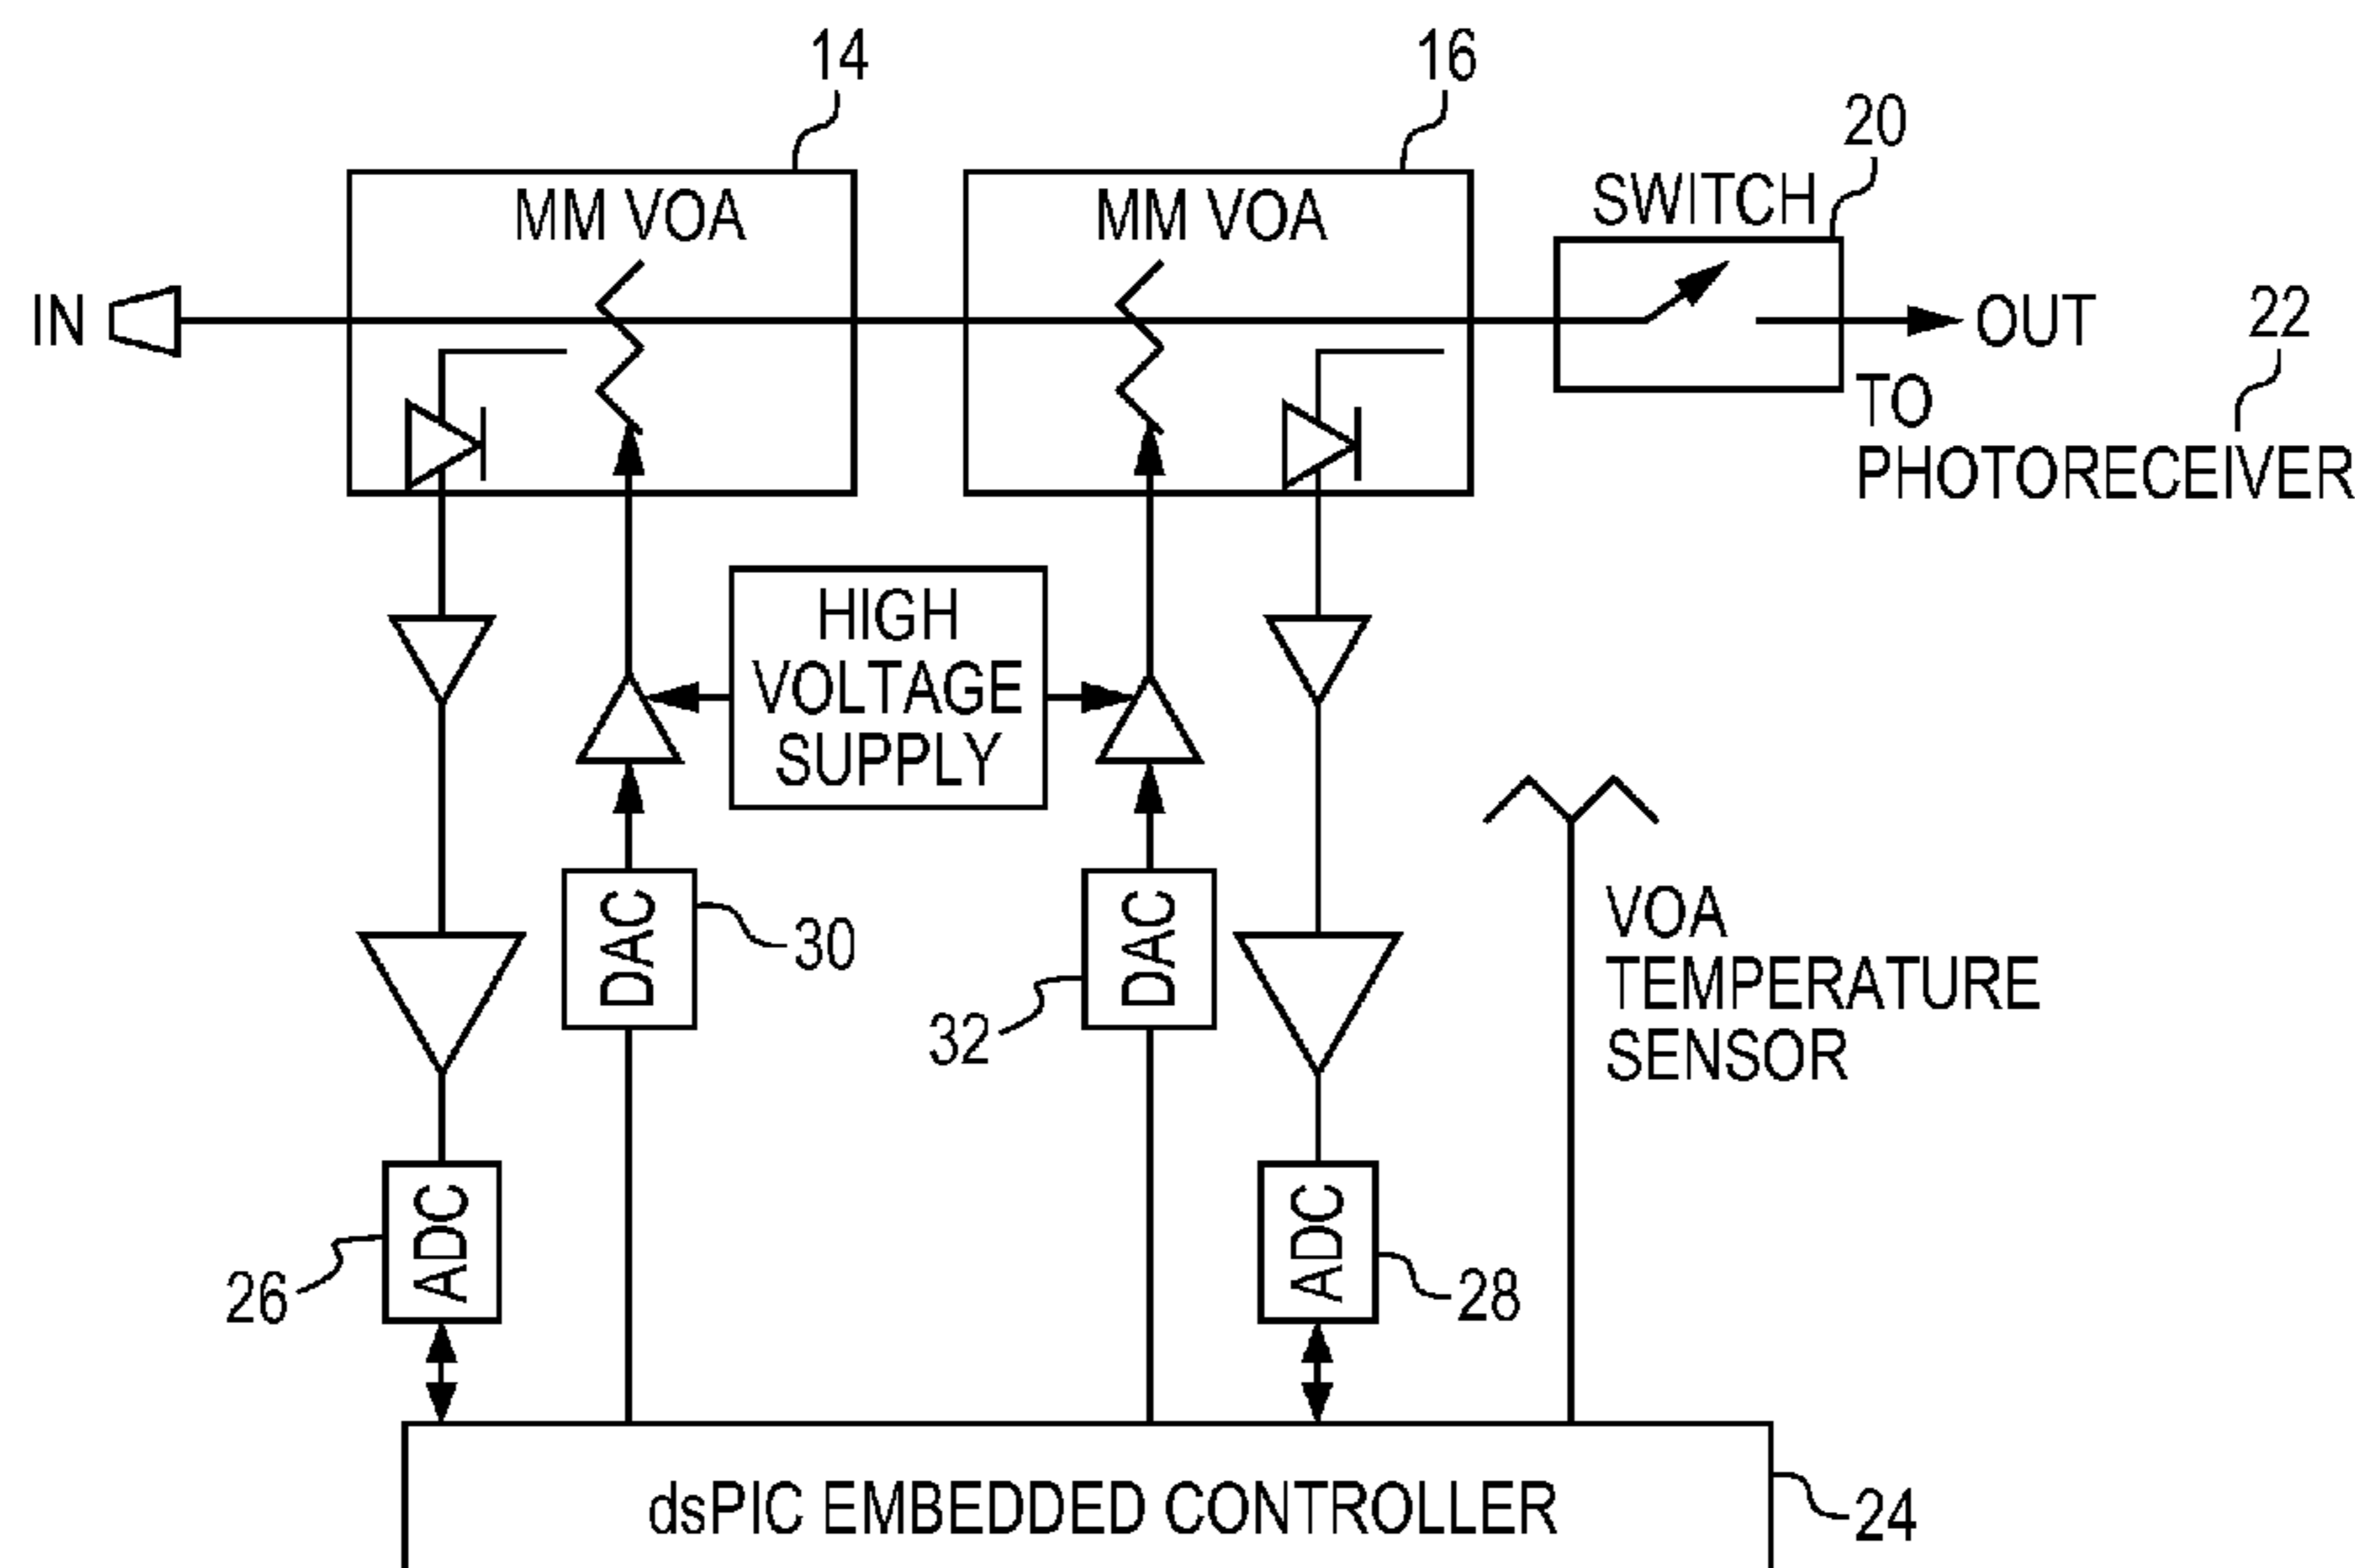 14
16
20
MM VOA
MM VOA
SWITCH
IN
OUT
22
TO
PHOTORECEIVER
HIGH
VOLTAGE
SUPPLY
DAC
30
DAC
32
VOA
TEMPERATURE
SENSOR
ADC
26
ADC
28
dsPIC EMBEDDED CONTROLLER
24